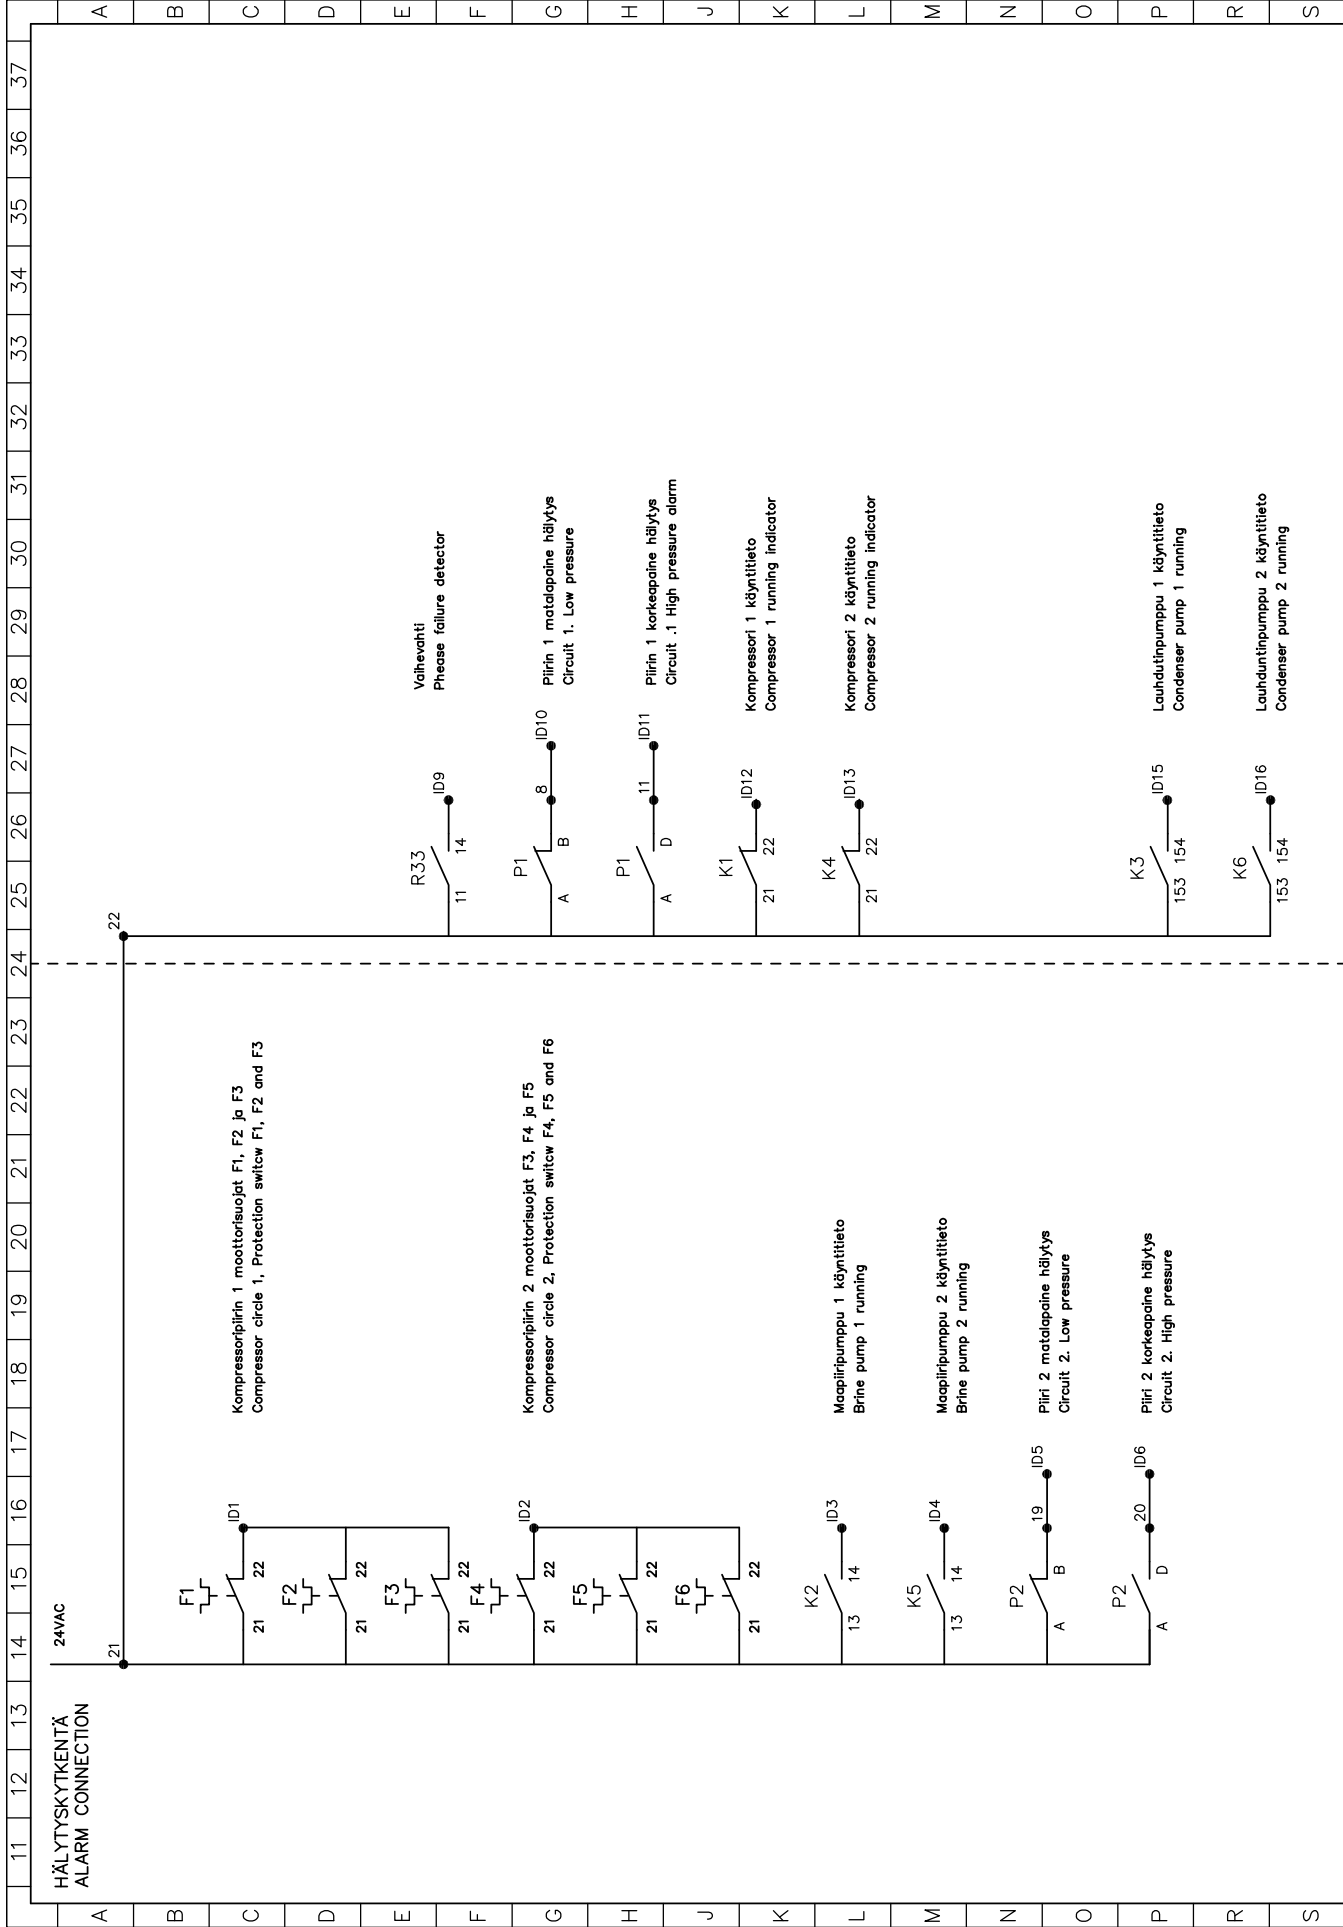 11 12 13 14 15 16 17 18 19 20 21 22 23 24 25 26 27 28 29 30 31 32 33 34 35 36 37
HÄLYTYSKYTKENTÄ
ALARM CONNECTION
24VAC
21
22
F1
21 22
ID1
Kompressoripiirin 1 moottorisuojat F1, F2 ja F3
Compressor circle 1, Protection switcw F1, F2 and F3
F2
21 22
F3
21 22
F4
21 22
ID2
Kompressoripiirin 2 moottorisuojat F3, F4 ja F5
Compressor circle 2, Protection switcw F4, F5 and F6
F5
21 22
F6
21 22
K2
13 14
ID3
Maapiiripumppu 1 käyntitieto
Brine pump 1 running
K5
13 14
ID4
Maapiiripumppu 2 käyntitieto
Brine pump 2 running
P2
A B
19
ID5
Piiri 2 matalapaine hälytys
Circuit 2. Low pressure
P2
A D
20
ID6
Piiri 2 korkeapaine hälytys
Circuit 2. High pressure
R33
11 14
ID9
Vaihevahti
Phease failure detector
P1
A B
8
ID10
Piirin 1 matalapaine hälytys
Circuit 1. Low pressure
P1
A D
11
ID11
Piirin 1 korkeapaine hälytys
Circuit .1 High pressure alarm
K1
21 22
ID12
Kompressori 1 käyntitieto
Compressor 1 running indicator
K4
21 22
ID13
Kompressori 2 käyntitieto
Compressor 2 running indicator
K3
153 154
ID15
Lauhdutinpumppu 1 käyntitieto
Condenser pump 1 running
K6
153 154
ID16
Lauhduntinpumppu 2 käyntitieto
Condenser pump 2 running
A B C D E F G H J K L M N O P R S
A B C D E F G H J K L M N O P R S